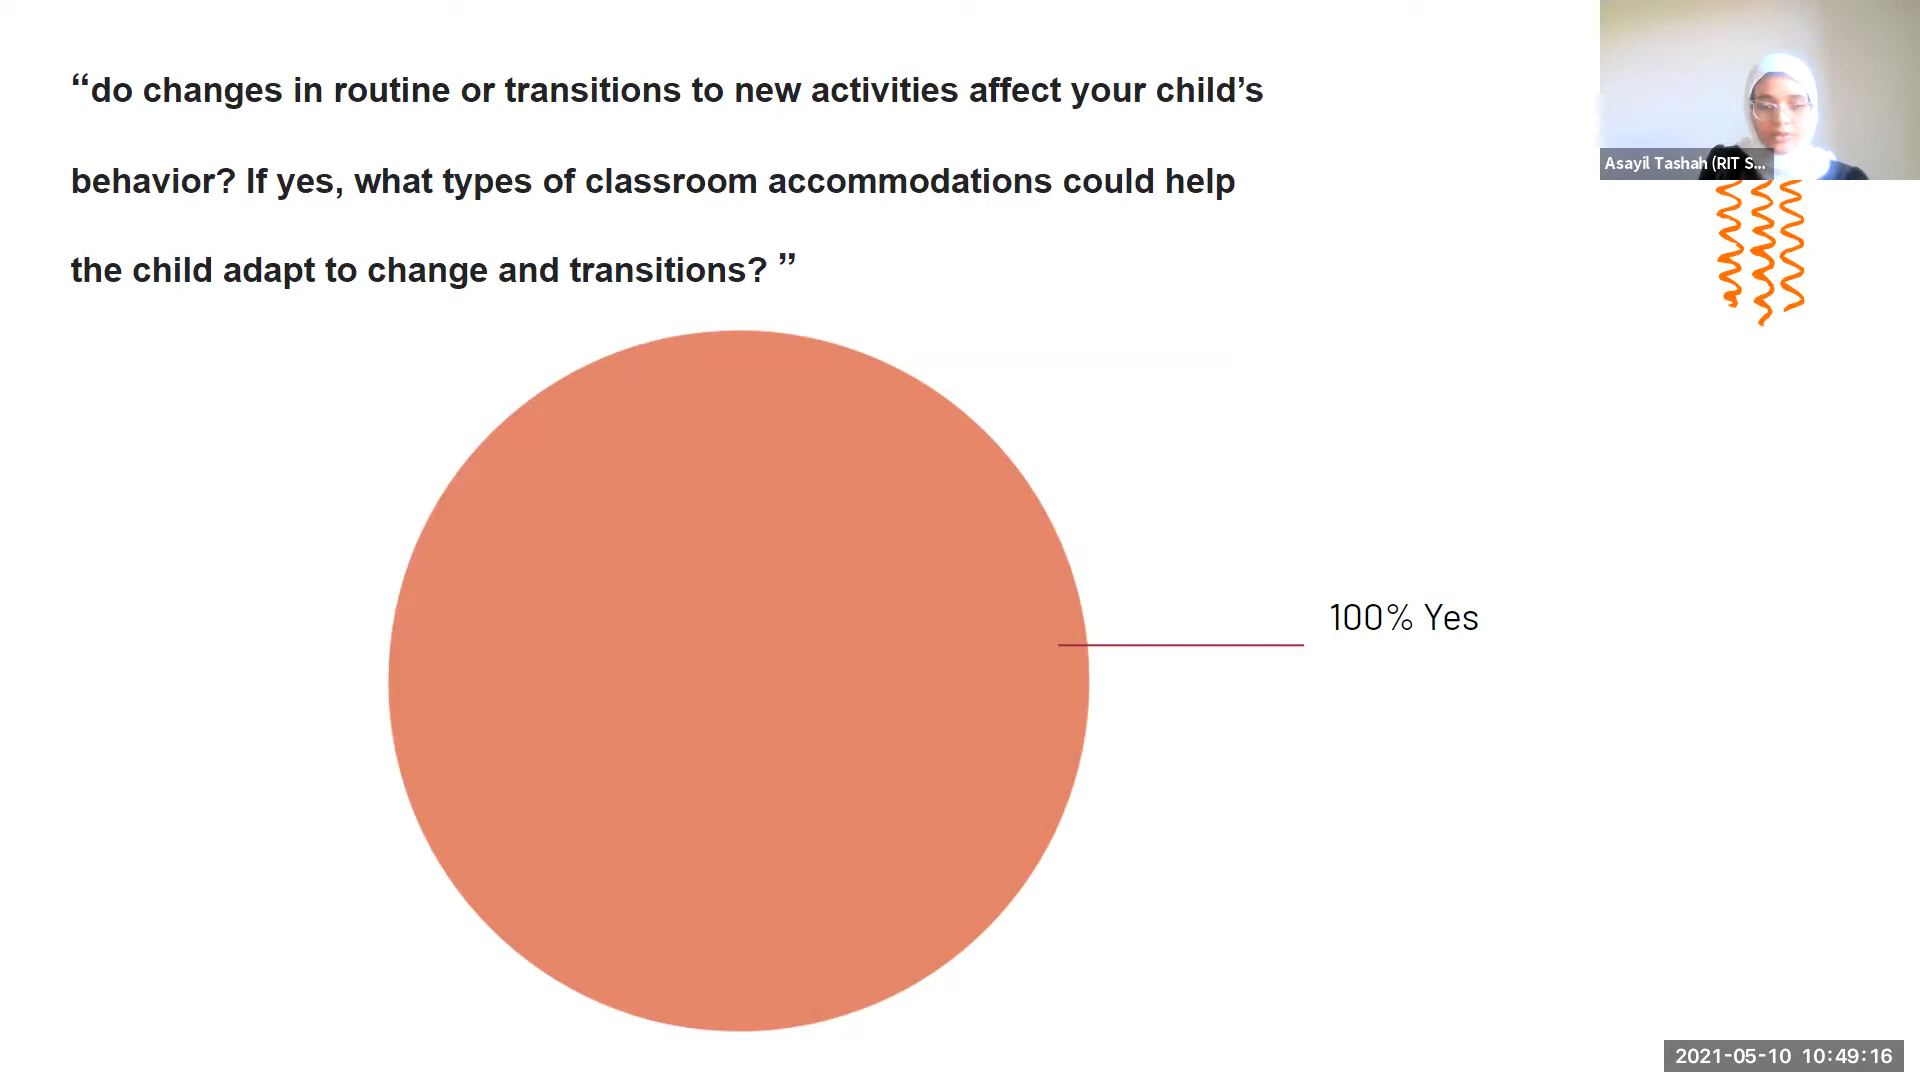 “do changes in routine or transitions to new activities affect your child’s
behavior? If yes, what types of classroom accommodations could help
the child adapt to change and transitions? ”
Asayil Tashah (RIT S...
100% Yes
2021-05-10 10:49:16